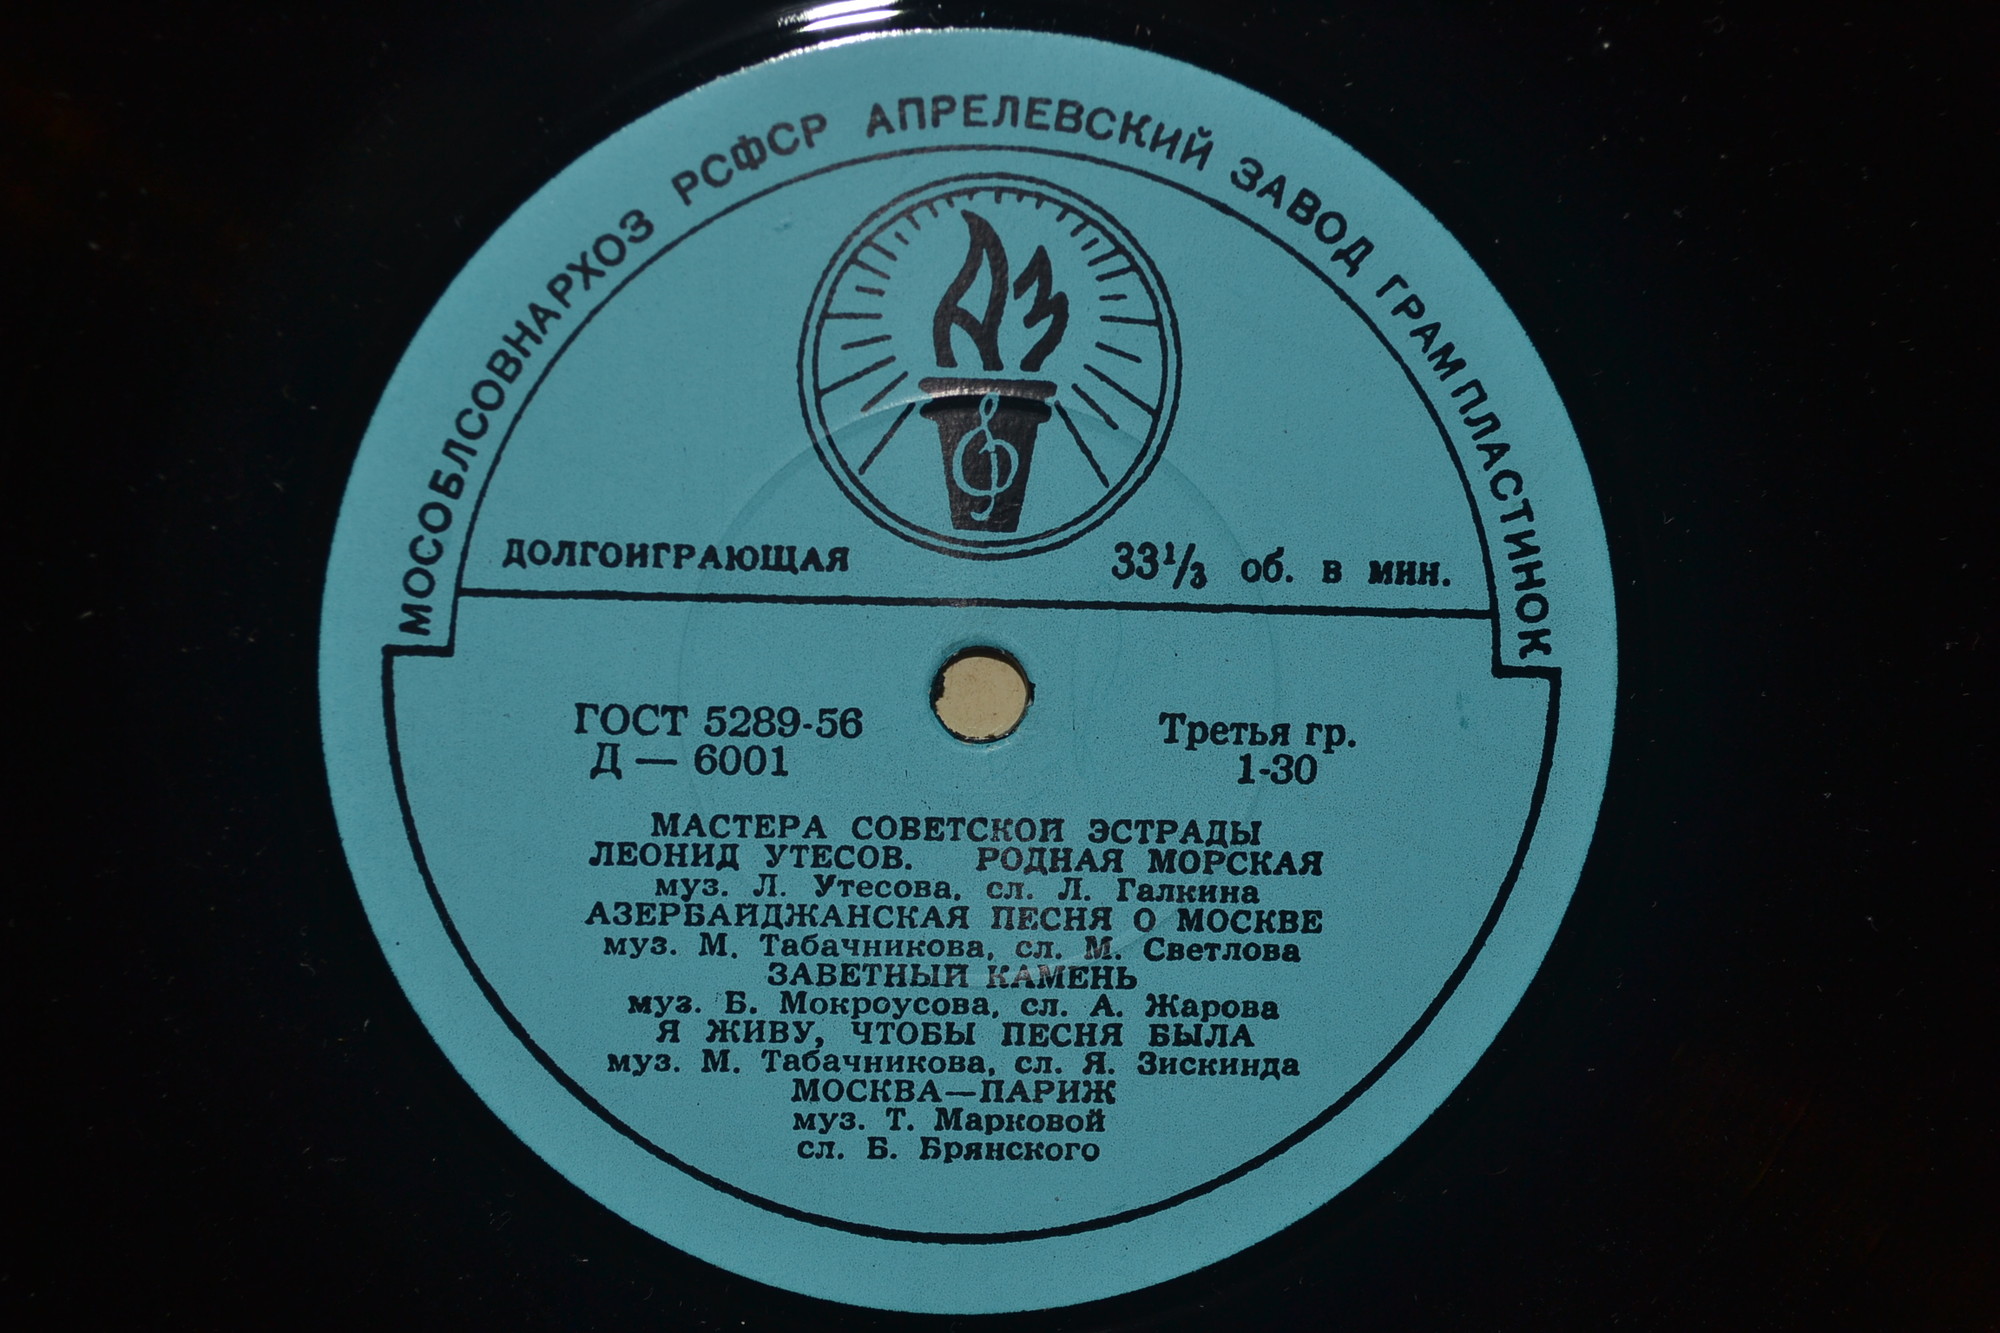 МОСОБЛСОВНАРХОЗ РСФСР АПРЕЛЕВСКИЙ ЗАВОД ГРАМПЛАСТИНОК
АЗ
ДОЛГОИГРАЮЩАЯ 33⅓ об. в мин.
ГОСТ 5289-56 Третья гр.
Д — 6001 1-30
МАСТЕРА СОВЕТСКОЙ ЭСТРАДЫ
ЛЕОНИД УТЕСОВ. РОДНАЯ МОРСКАЯ
муз. Л. Утесова, сл. Л. Галкина
АЗЕРБАЙДЖАНСКАЯ ПЕСНЯ О МОСКВЕ
муз. М. Табачникова, сл. М. Светлова
ЗАВЕТНЫЙ КАМЕНЬ
муз. Б. Мокроусова, сл. А. Жарова
Я ЖИВУ, ЧТОБЫ ПЕСНЯ БЫЛА
муз. М. Табачникова, сл. Я. Зискинда
МОСКВА—ПАРИЖ
муз. Т. Марковой
сл. Б. Брянского